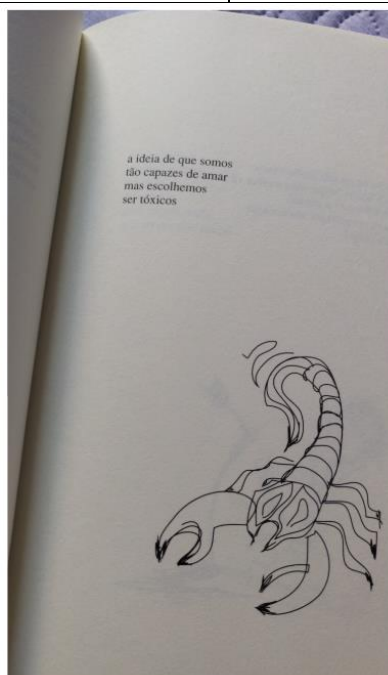 a ideia de que somos
tão capazes de amar
mas escolhemos
ser tóxicos